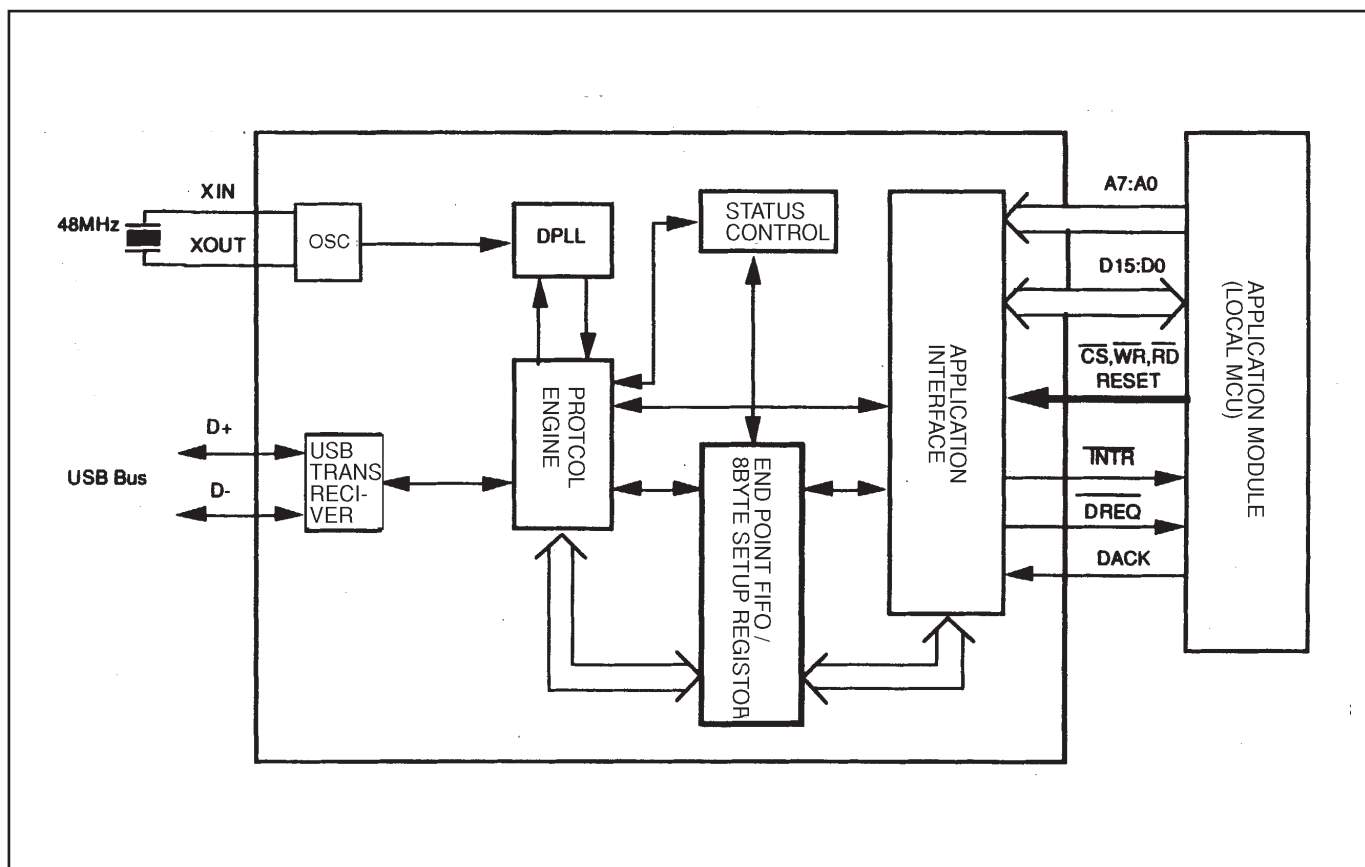 XIN
48MHz
XOUT
OSC
DPLL
STATUS
CONTROL
A7:A0
D15:D0
CS,WR,RD
RESET
INTR
DREQ
DACK
APPLICATION MODULE
(LOCAL MCU)
APPLICATION
INTERFACE
PROTCOL
ENGINE
END POINT FIFO /
8BYTE SETUP REGISTOR
D+
USB Bus
D-
USB
TRANS
RECI-
VER